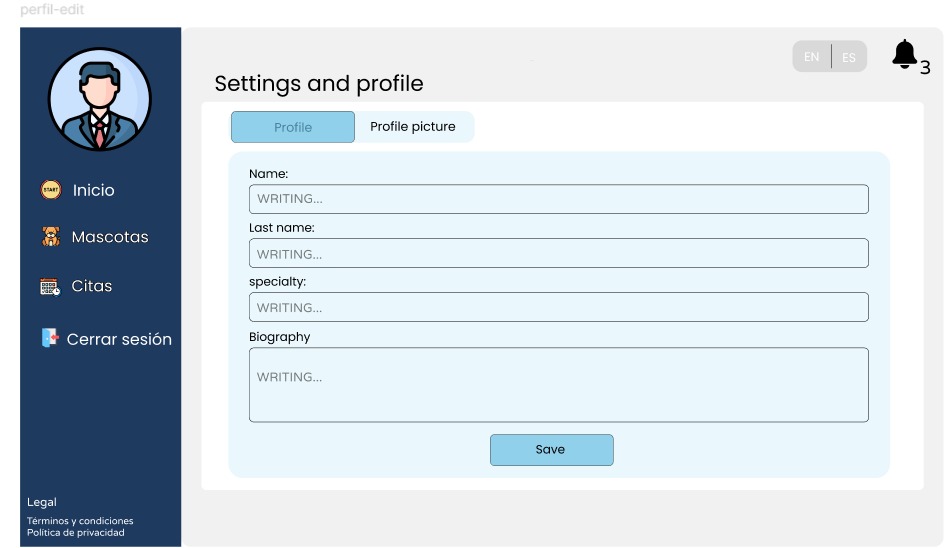 perfil-edit
EN | ES
3
Settings and profile
Profile
Profile picture
START
Inicio
Mascotas
Citas
Cerrar sesión
Name:
WRITING...
Last name:
WRITING...
specialty:
WRITING...
Biography
WRITING...
Save
Legal
Términos y condiciones
Política de privacidad